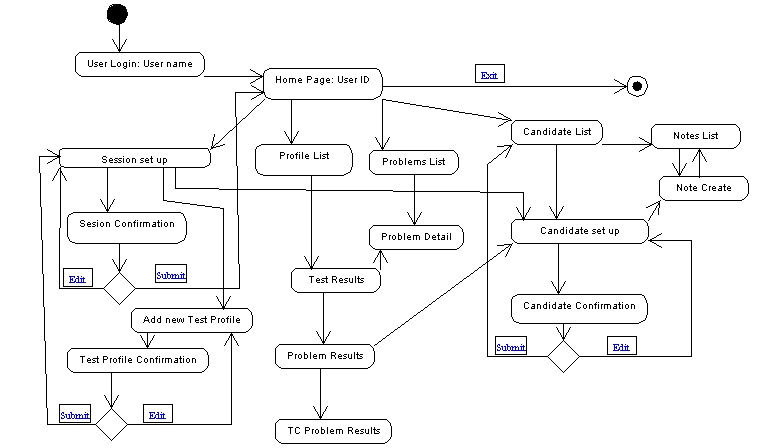 User Login: User name
Home Page: User ID
Exit
Candidate List
Notes List
Session set up
Profile List
Problems List
Note Create
Sesion Confirmation
Problem Detail
Candidate set up
Edit
Submit
Test Results
Add new Test Profile
Candidate Confirmation
Test Profile Confirmation
Problem Results
Submit
Edit
Submit
Edit
TC Problem Results